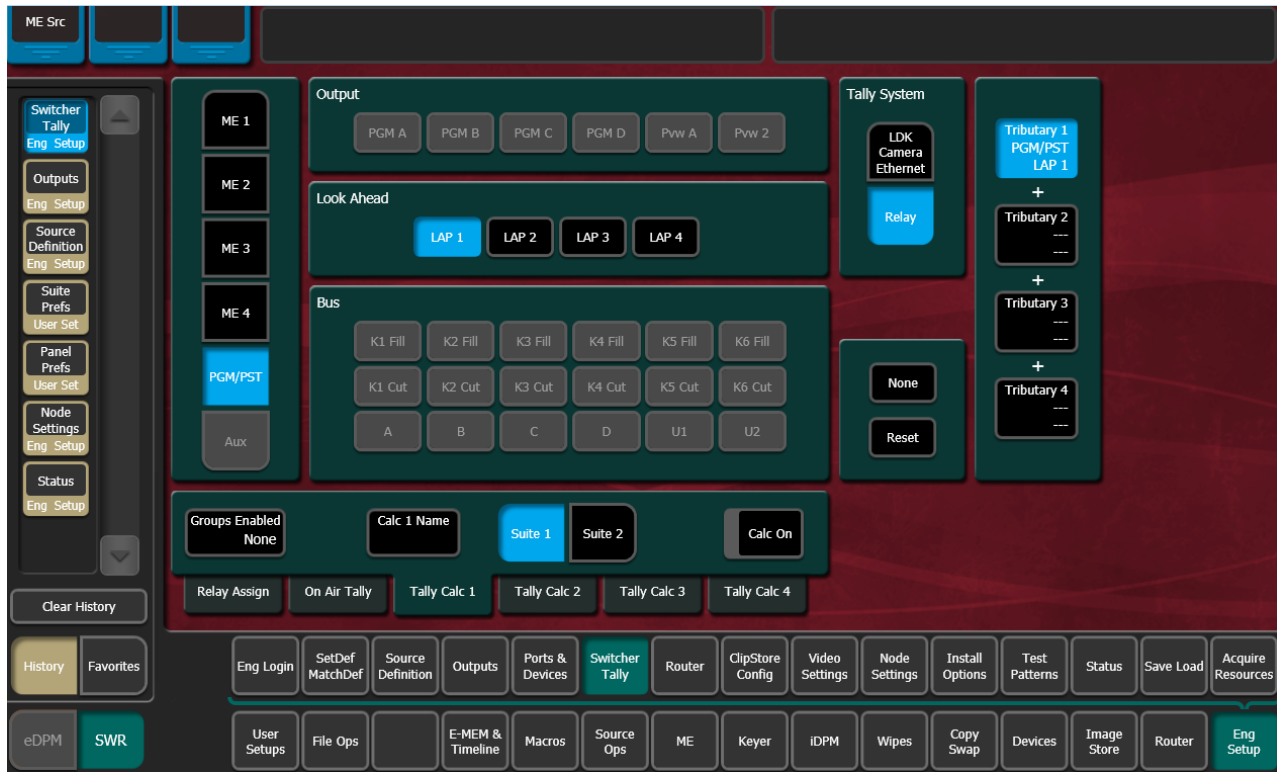 ME Src
Switcher
Tally
Eng Setup
Outputs
Eng Setup
Source
Definition
Eng Setup
Suite
Prefs
User Set
Panel
Prefs
User Set
Node
Settings
Eng Setup
Status
Eng Setup
Clear History
History
Favorites
eDPM
SWR
ME 1
ME 2
ME 3
ME 4
PGM/PST
Aux
Output
PGM A
PGM B
PGM C
PGM D
Pvw A
Pvw 2
Look Ahead
LAP 1
LAP 2
LAP 3
LAP 4
Bus
K1 Fill
K2 Fill
K3 Fill
K4 Fill
K5 Fill
K6 Fill
K1 Cut
K2 Cut
K3 Cut
K4 Cut
K5 Cut
K6 Cut
A
B
C
D
U1
U2
Tally System
LDK
Camera
Ethernet
Relay
None
Reset
Tributary 1
PGM/PST
LAP 1
+
Tributary 2
---
---
+
Tributary 3
---
---
+
Tributary 4
---
---
Groups Enabled
None
Calc 1 Name
Suite 1
Suite 2
Calc On
Relay Assign
On Air Tally
Tally Calc 1
Tally Calc 2
Tally Calc 3
Tally Calc 4
Eng Login
SetDef
MatchDef
Source
Definition
Outputs
Ports &
Devices
Switcher
Tally
Router
ClipStore
Config
Video
Settings
Node
Settings
Install
Options
Test
Patterns
Status
Save Load
Acquire
Resources
User
Setups
File Ops
E-MEM &
Timeline
Macros
Source
Ops
ME
Keyer
iDPM
Wipes
Copy
Swap
Devices
Image
Store
Router
Eng
Setup